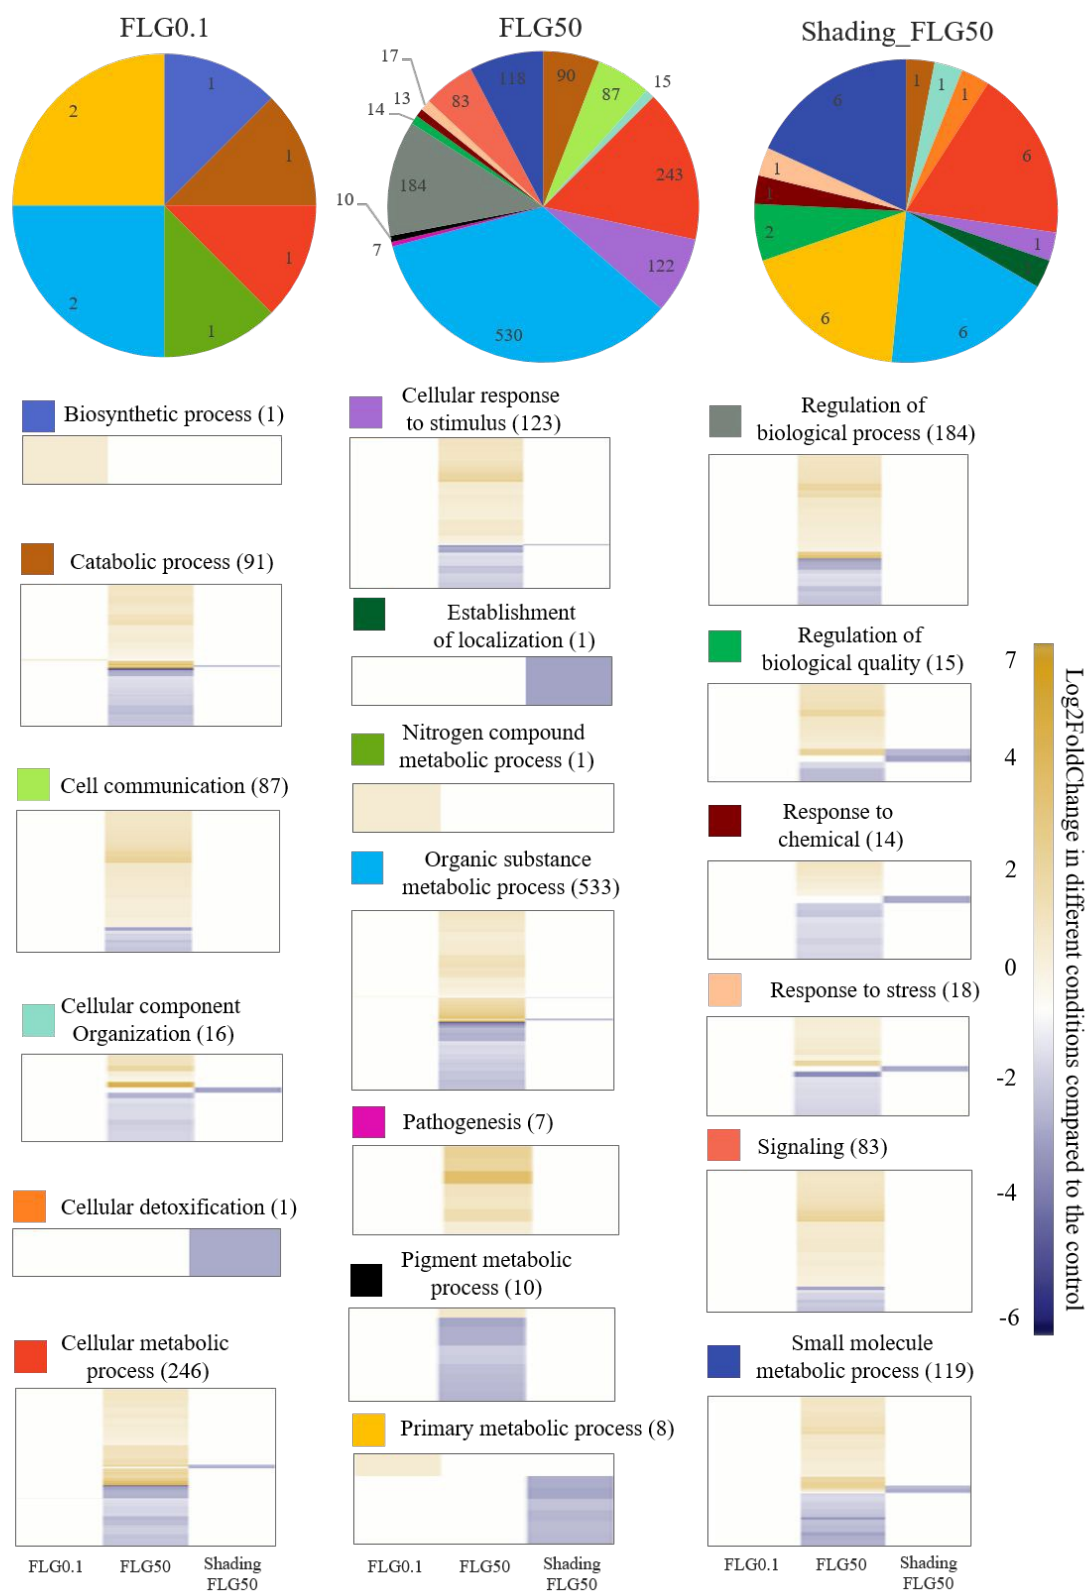 FLG0.1
1
1
1
1
2
2
FLG50
90
87
15
243
122
530
7
10
184
14
13
17
83
118
Shading_FLG50
1
1
1
6
1
6
6
2
1
1
6
Biosynthetic process (1)
Catabolic process (91)
Cell communication (87)
Cellular component
Organization (16)
Cellular detoxification (1)
Cellular metabolic
process (246)
FLG0.1
FLG50
Shading
FLG50
Cellular response
to stimulus (123)
Establishment
of localization (1)
Nitrogen compound
metabolic process (1)
Organic substance
metabolic process (533)
Pathogenesis (7)
Pigment metabolic
process (10)
Primary metabolic process (8)
FLG0.1
FLG50
Shading
FLG50
Regulation of
biological process (184)
Regulation of
biological quality (15)
Response to
chemical (14)
Response to stress (18)
Signaling (83)
Small molecule
metabolic process (119)
FLG0.1
FLG50
Shading
FLG50
7
4
2
0
-2
-4
-6
Log2FoldChange in different conditions compared to the control